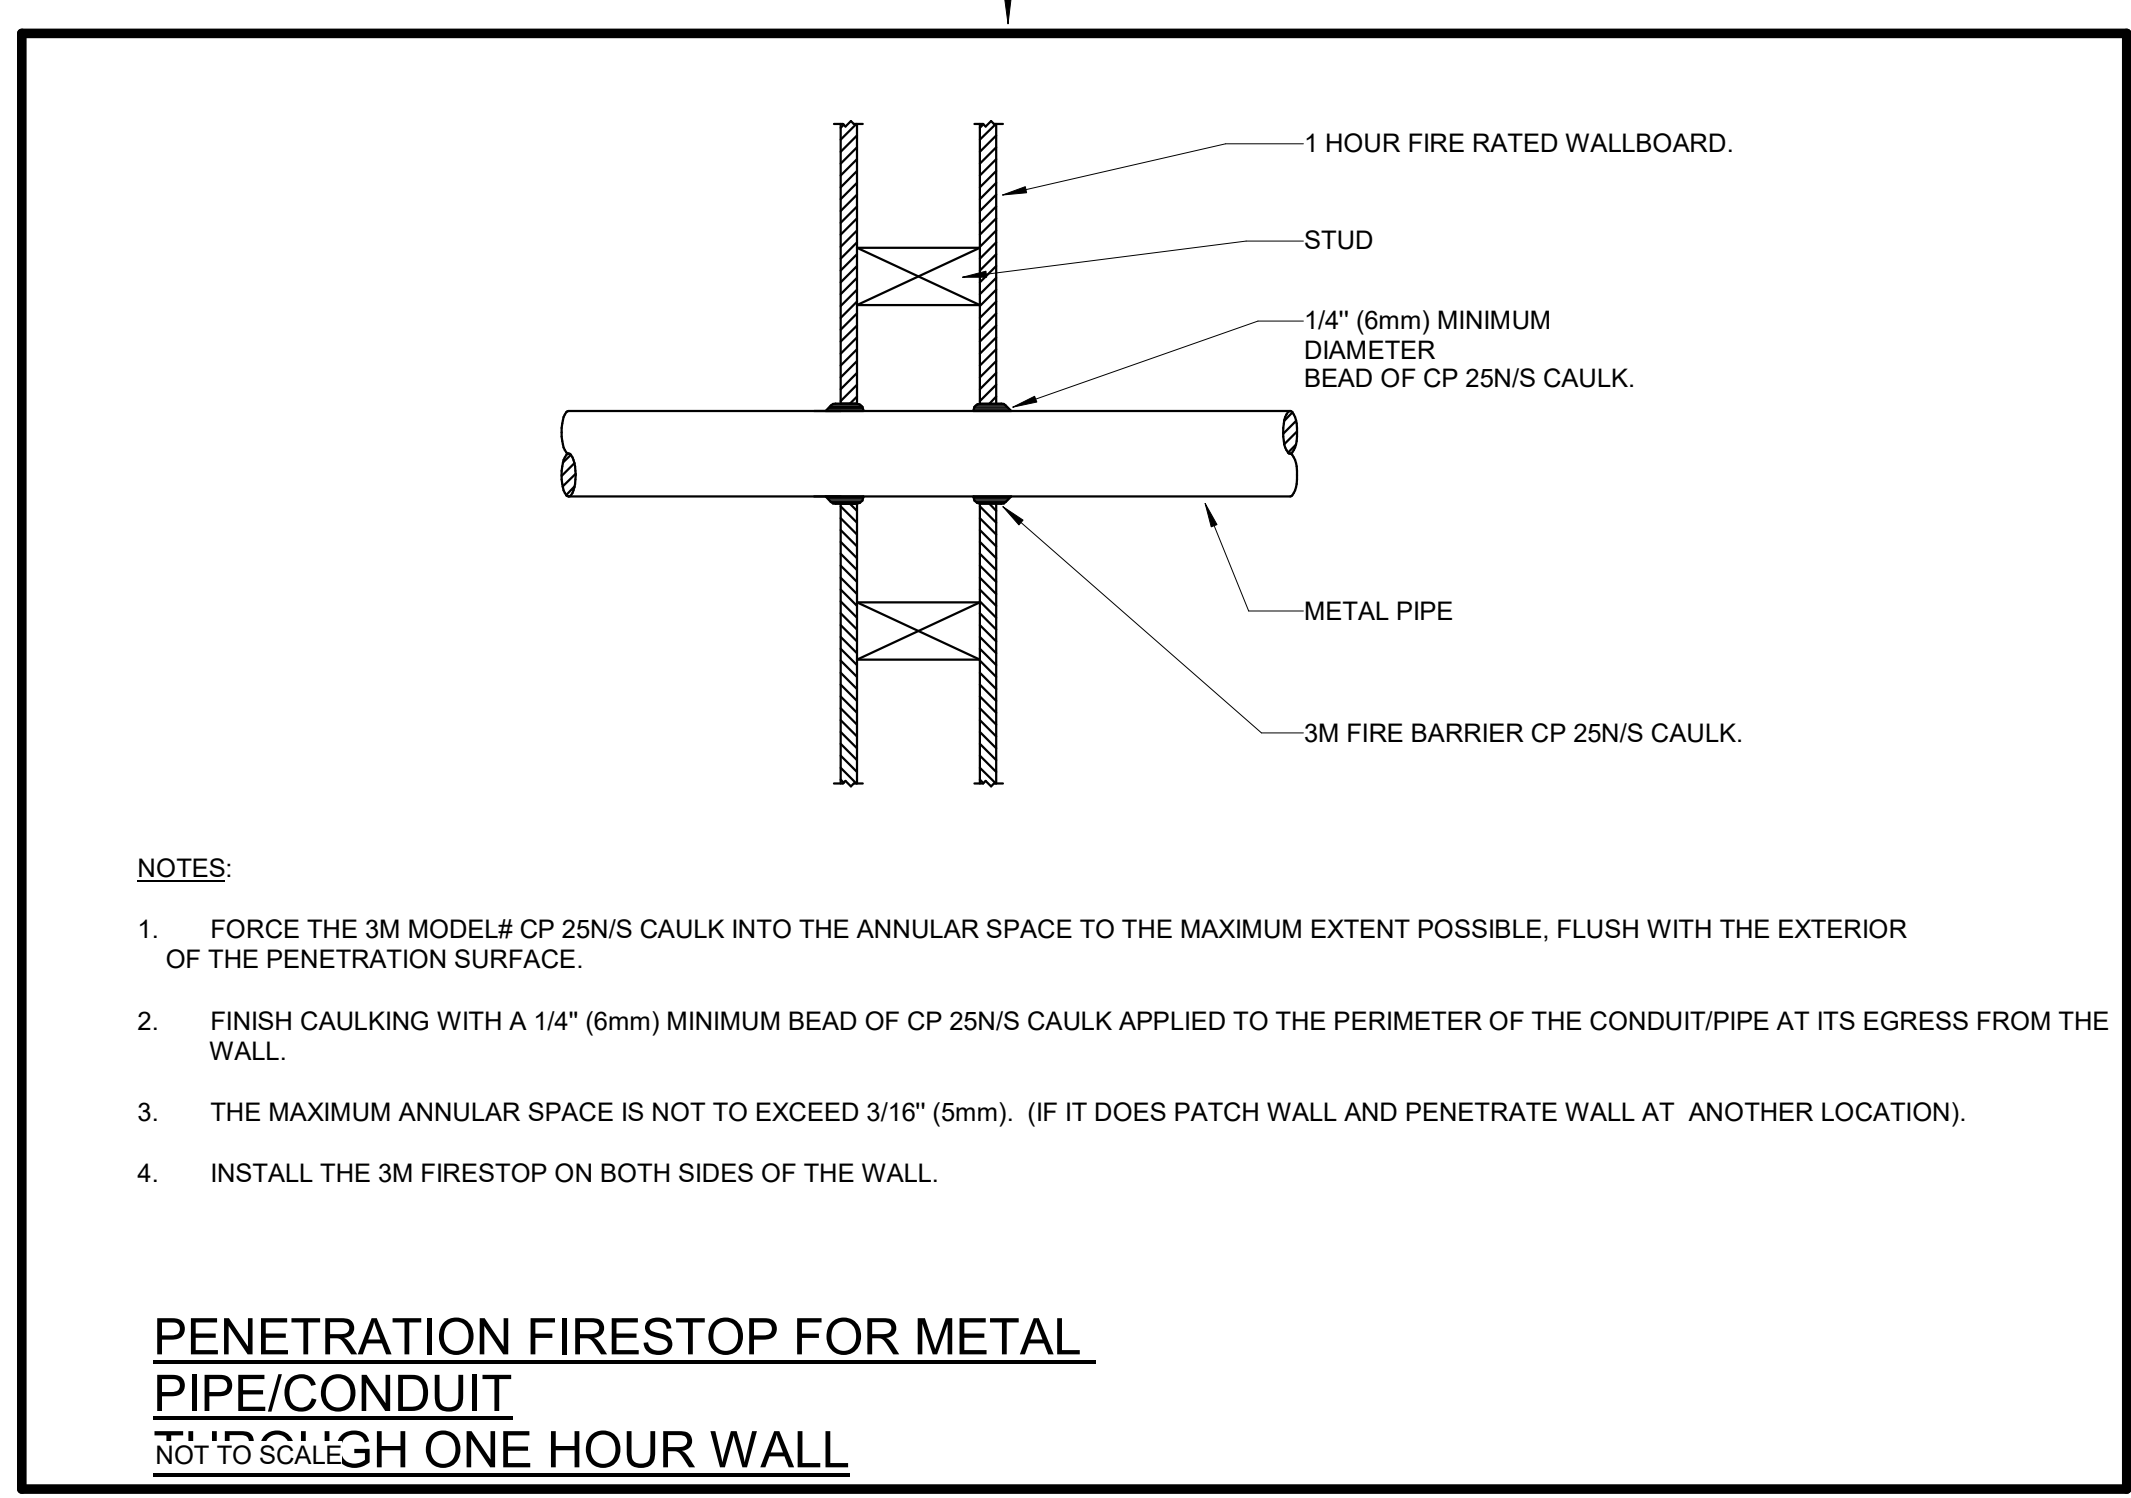 1 HOUR FIRE RATED WALLBOARD.
STUD
1/4" (6mm) MINIMUM
DIAMETER
BEAD OF CP 25N/S CAULK.
METAL PIPE
3M FIRE BARRIER CP 25N/S CAULK.
NOTES:
1. FORCE THE 3M MODEL# CP 25N/S CAULK INTO THE ANNULAR SPACE TO THE MAXIMUM EXTENT POSSIBLE, FLUSH WITH THE EXTERIOR
OF THE PENETRATION SURFACE.
2. FINISH CAULKING WITH A 1/4" (6mm) MINIMUM BEAD OF CP 25N/S CAULK APPLIED TO THE PERIMETER OF THE CONDUIT/PIPE AT ITS EGRESS FROM THE
WALL.
3. THE MAXIMUM ANNULAR SPACE IS NOT TO EXCEED 3/16" (5mm). (IF IT DOES PATCH WALL AND PENETRATE WALL AT ANOTHER LOCATION).
4. INSTALL THE 3M FIRESTOP ON BOTH SIDES OF THE WALL.
PENETRATION FIRESTOP FOR METAL
PIPE/CONDUIT
THROUGH ONE HOUR WALL
NOT TO SCALE